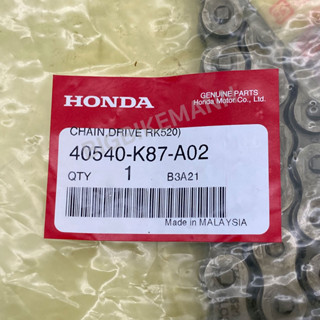 HONDA
GENUINE PARTS
Honda Motor Co., Ltd.
CHAIN,DRIVE RK520)
40540-K87-A02
QTY 1 B3A21
Made in MALAYSIA